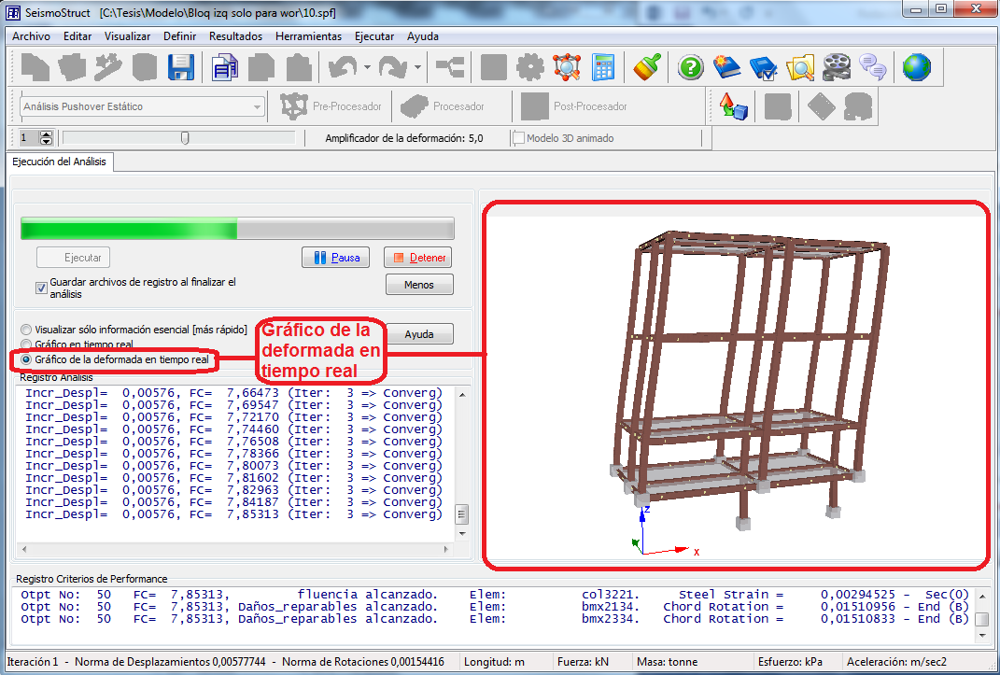 SeismoStruct [C:\Tesis\Modelo\Bloq izq solo para wor\10.spf]
Archivo Editar Visualizar Definir Resultados Herramientas Ejecutar Ayuda
Análisis Pushover Estático Pre-Procesador Procesador Post-Procesador
1 Amplificador de la deformación: 5,0 Modelo 3D animado
Ejecución del Análisis
Ejecutar Pausa Detener
Guardar archivos de registro al finalizar el
análisis
Menos
Visualizar sólo información esencial [más rápido]
Gráfico en tiempo real
Gráfico de la deformada en tiempo real
Ayuda
Gráfico de la
deformada en
tiempo real
Registro Análisis
Incr_Despl= 0,00576, FC= 7,66473 (Iter: 3 => Converg)
Incr_Despl= 0,00576, FC= 7,69547 (Iter: 3 => Converg)
Incr_Despl= 0,00576, FC= 7,72170 (Iter: 3 => Converg)
Incr_Despl= 0,00576, FC= 7,74460 (Iter: 3 => Converg)
Incr_Despl= 0,00576, FC= 7,76508 (Iter: 3 => Converg)
Incr_Despl= 0,00576, FC= 7,78366 (Iter: 3 => Converg)
Incr_Despl= 0,00576, FC= 7,80073 (Iter: 3 => Converg)
Incr_Despl= 0,00576, FC= 7,81602 (Iter: 3 => Converg)
Incr_Despl= 0,00576, FC= 7,82963 (Iter: 3 => Converg)
Incr_Despl= 0,00576, FC= 7,84187 (Iter: 3 => Converg)
Incr_Despl= 0,00576, FC= 7,85313 (Iter: 3 => Converg)
z
x
Registro Criterios de Performance
Otpt No: 50 FC= 7,85313, fluencia alcanzado. Elem: col3221. Steel Strain = 0,00294525 - Sec(0)
Otpt No: 50 FC= 7,85313, Daños_reparables alcanzado. Elem: bmx2134. Chord Rotation = 0,01510956 - End (B)
Otpt No: 50 FC= 7,85313, Daños_reparables alcanzado. Elem: bmx2334. Chord Rotation = 0,01510833 - End (B)
Iteración 1 - Norma de Desplazamientos 0,00577744 - Norma de Rotaciones 0,00154416 Longitud: m Fuerza: kN Masa: tonne Esfuerzo: kPa Aceleración: m/sec2